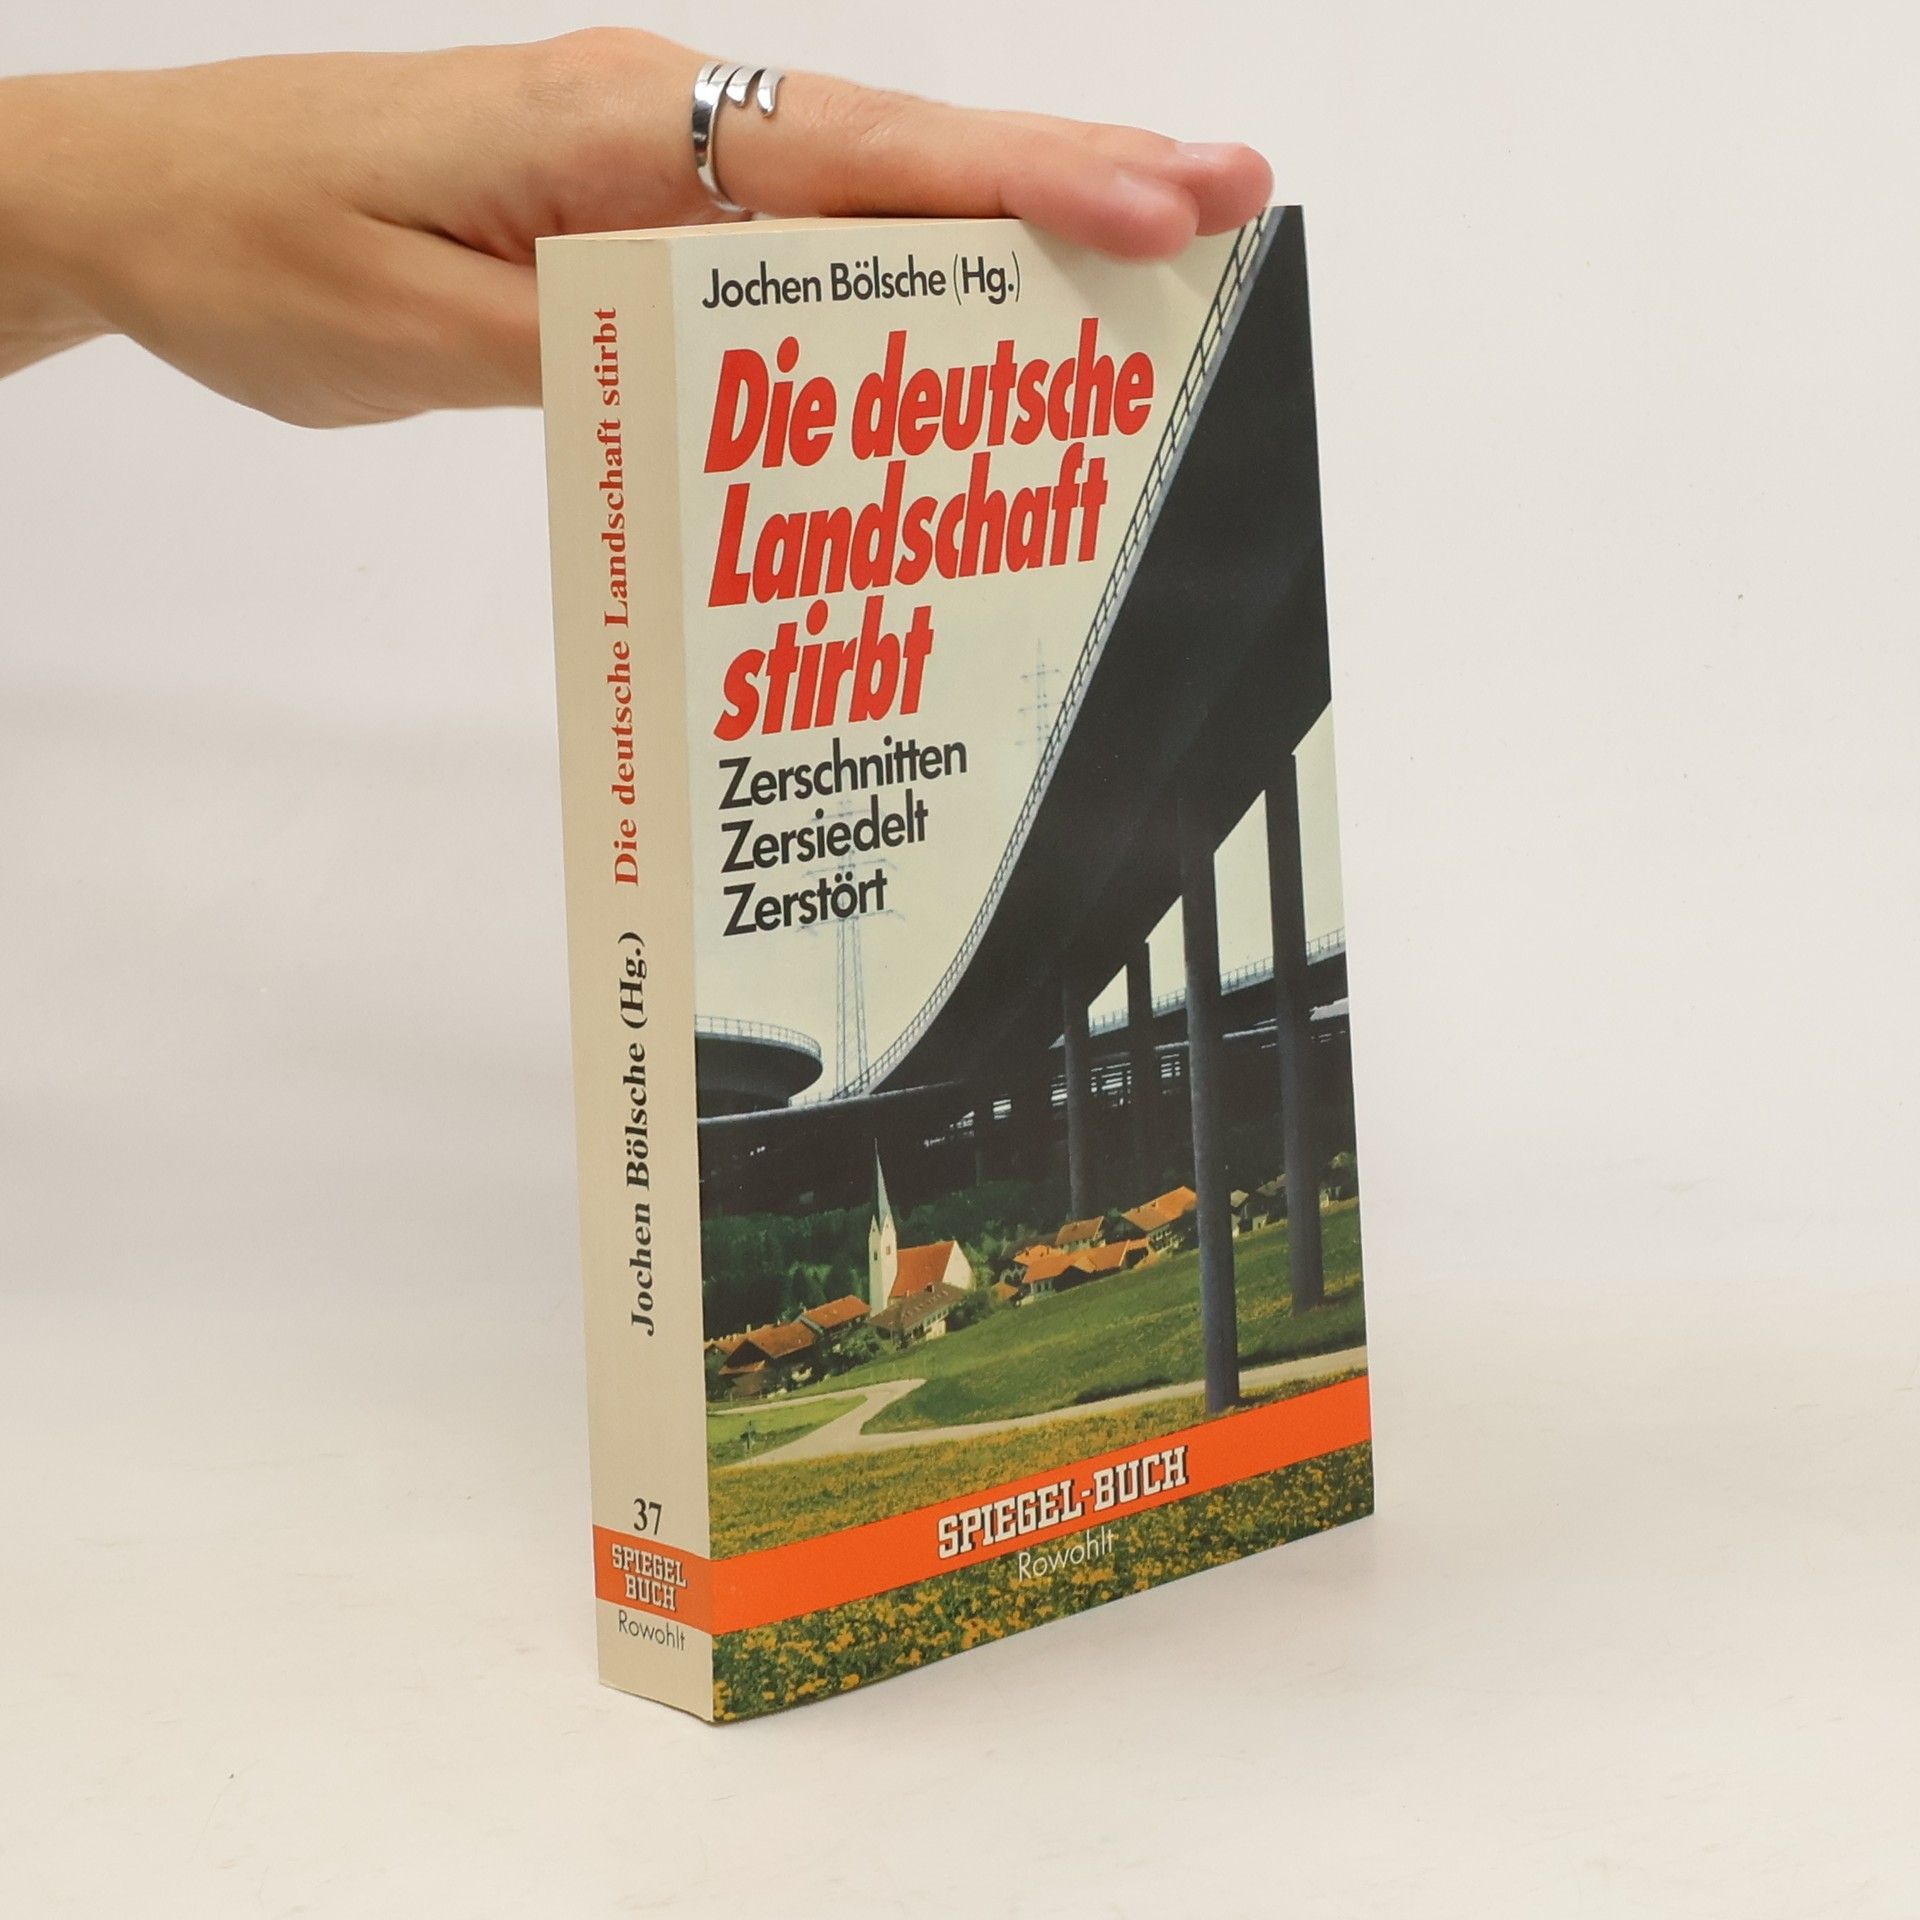 Jochen Bölsche (Hg.)
Die deutsche
Landschaft
stirbt
Zerschnitten
Zersiedelt
Zerstört
SPIEGEL-BUCH
Rowohlt
Jochen Bölsche (Hg.) Die deutsche Landschaft stirbt
37
SPIEGEL
BUCH
Rowohlt